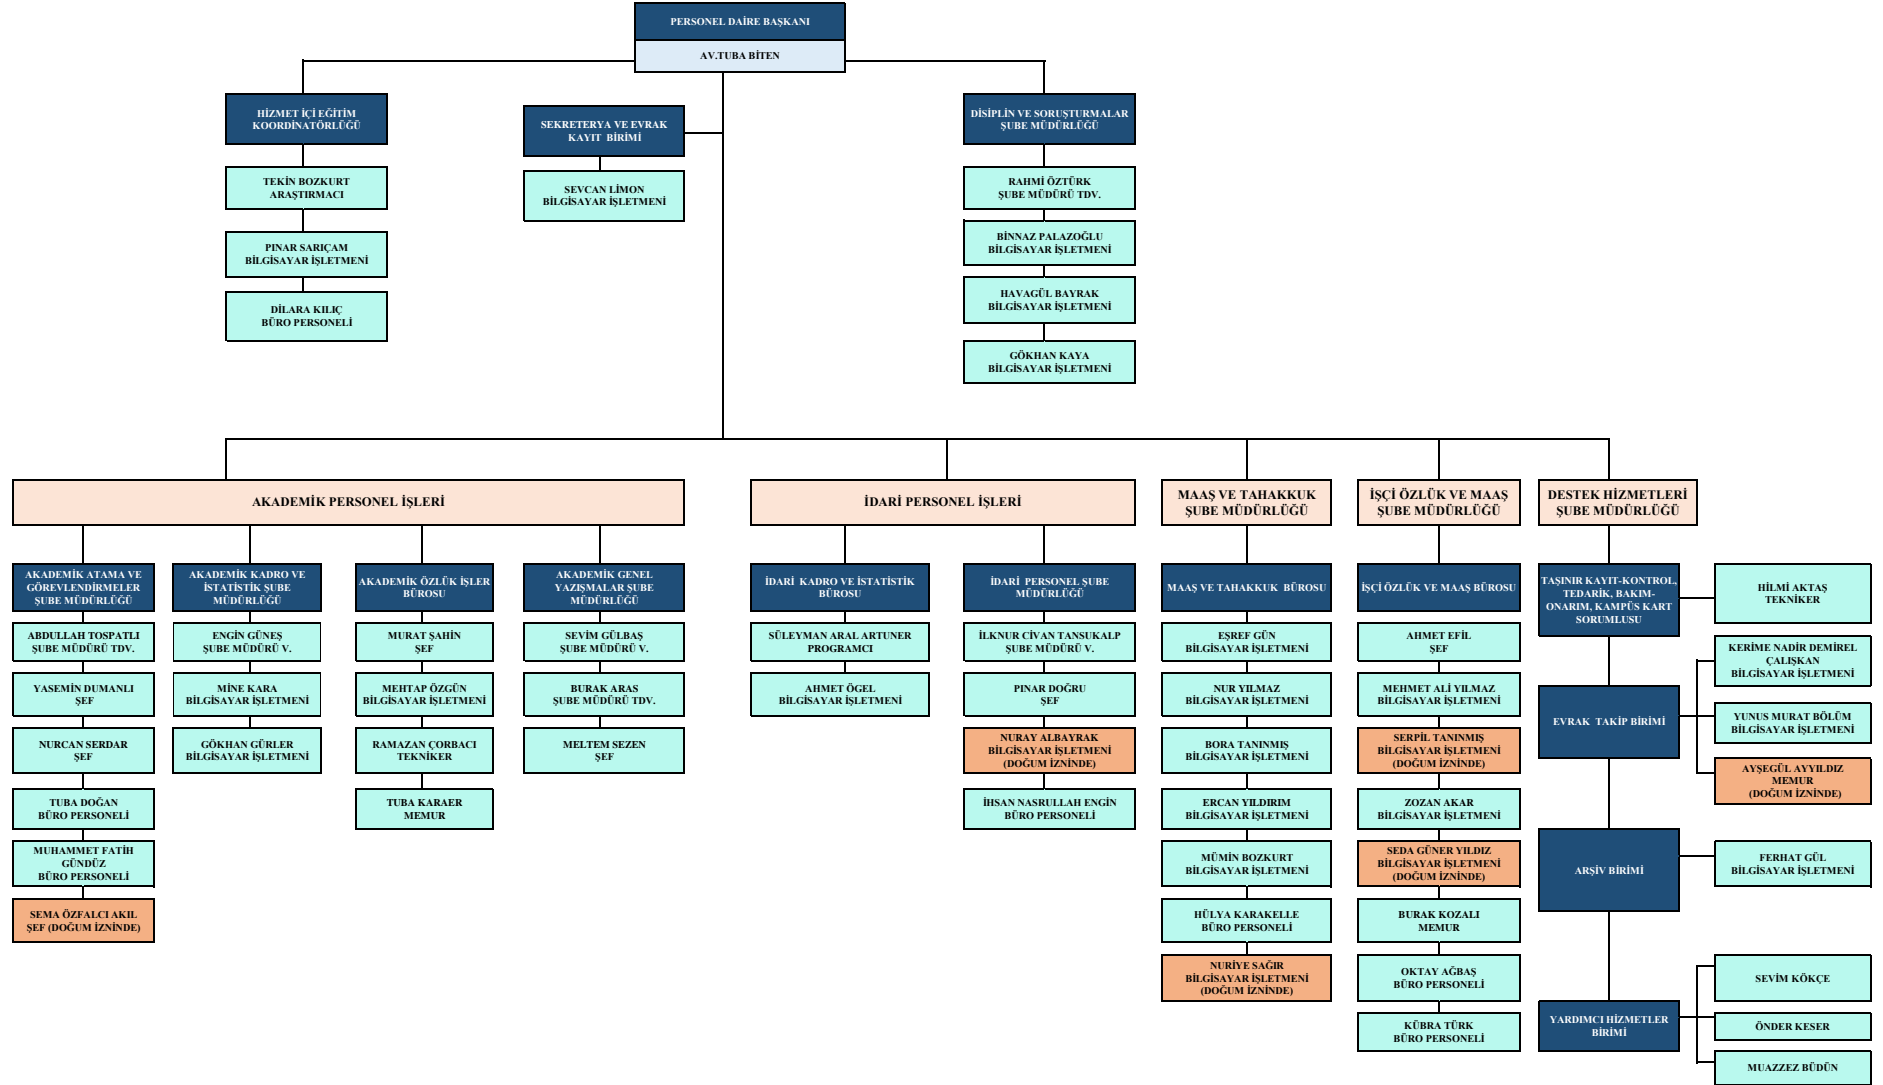 PERSONEL DAİRE BAŞKANI
AV.TUBA BİTEN
HİZMET İÇİ EĞİTİM
KOORDİNATÖRLÜĞÜ
TEKİN BOZKURT
ARAŞTIRMACI
PINAR SARIÇAM
BİLGİSAYAR İŞLETMENİ
DİLARA KILIÇ
BÜRO PERSONELİ
SEKRETERYA VE EVRAK
KAYIT BİRİMİ
SEVCAN LİMON
BİLGİSAYAR İŞLETMENİ
DİSİPLİN VE SORUŞTURMALAR
ŞUBE MÜDÜRLÜĞÜ
RAHMİ ÖZTÜRK
ŞUBE MÜDÜRÜ TDV.
BİNNAZ PALAZOĞLU
BİLGİSAYAR İŞLETMENİ
HAVAGÜL BAYRAK
BİLGİSAYAR İŞLETMENİ
GÖKHAN KAYA
BİLGİSAYAR İŞLETMENİ
AKADEMİK PERSONEL İŞLERİ
AKADEMİK ATAMA VE
GÖREVLENDİRMELER
ŞUBE MÜDÜRLÜĞÜ
ABDULLAH TOSPATLI
ŞUBE MÜDÜRÜ TDV.
YASEMİN DUMANLI
ŞEF
NURCAN SERDAR
ŞEF
TUBA DOĞAN
BÜRO PERSONELİ
MUHAMMET FATİH
GÜNDÜZ
BÜRO PERSONELİ
SEMA ÖZFALCI AKIL
ŞEF (DOĞUM İZNİNDE)
AKADEMİK KADRO VE
İSTATİSTİK ŞUBE
MÜDÜRLÜĞÜ
ENGİN GÜNEŞ
ŞUBE MÜDÜRÜ V.
MİNE KARA
BİLGİSAYAR İŞLETMENİ
GÖKHAN GÜRLER
BİLGİSAYAR İŞLETMENİ
AKADEMİK ÖZLÜK İŞLER
BÜROSU
MURAT ŞAHİN
ŞEF
MEHTAP ÖZGÜN
BİLGİSAYAR İŞLETMENİ
RAMAZAN ÇORBACI
TEKNİKER
TUBA KARAER
MEMUR
AKADEMİK GENEL
YAZIŞMALAR ŞUBE
MÜDÜRLÜĞÜ
SEVİM GÜLBAŞ
ŞUBE MÜDÜRÜ V.
BURAK ARAS
ŞUBE MÜDÜRÜ TDV.
MELTEM SEZEN
ŞEF
İDARİ PERSONEL İŞLERİ
İDARİ KADRO VE İSTATİSTİK
BÜROSU
SÜLEYMAN ARAL ARTUNER
PROGRAMCI
AHMET ÖGEL
BİLGİSAYAR İŞLETMENİ
İDARİ PERSONEL ŞUBE
MÜDÜRLÜĞÜ
İLKNUR CİVAN TANSUKALP
ŞUBE MÜDÜRÜ V.
PINAR DOĞRU
ŞEF
NURAY ALBAYRAK
BİLGİSAYAR İŞLETMENİ
(DOĞUM İZNİNDE)
İHSAN NASRULLAH ENGİN
BÜRO PERSONELİ
MAAŞ VE TAHAKKUK
ŞUBE MÜDÜRLÜĞÜ
MAAŞ VE TAHAKKUK BÜROSU
EŞREF GÜN
BİLGİSAYAR İŞLETMENİ
NUR YILMAZ
BİLGİSAYAR İŞLETMENİ
BORA TANINMIŞ
BİLGİSAYAR İŞLETMENİ
ERCAN YILDIRIM
BİLGİSAYAR İŞLETMENİ
MÜMİN BOZKURT
BİLGİSAYAR İŞLETMENİ
HÜLYA KARAKELLE
BÜRO PERSONELİ
NURİYE SAĞIR
BİLGİSAYAR İŞLETMENİ
(DOĞUM İZNİNDE)
İŞÇİ ÖZLÜK VE MAAŞ
ŞUBE MÜDÜRLÜĞÜ
İŞÇİ ÖZLÜK VE MAAŞ BÜROSU
AHMET EFİL
ŞEF
MEHMET ALİ YILMAZ
BİLGİSAYAR İŞLETMENİ
SERPİL TANINMIŞ
BİLGİSAYAR İŞLETMENİ
(DOĞUM İZNİNDE)
ZOZAN AKAR
BİLGİSAYAR İŞLETMENİ
SEDA GÜNER YILDIZ
BİLGİSAYAR İŞLETMENİ
(DOĞUM İZNİNDE)
BURAK KOZALI
MEMUR
OKTAY AĞBAŞ
BÜRO PERSONELİ
KÜBRA TÜRK
BÜRO PERSONELİ
DESTEK HİZMETLERİ
ŞUBE MÜDÜRLÜĞÜ
TAŞINIR KAYIT-KONTROL,
TEDARİK, BAKIM-
ONARIM, KAMPÜS KART
SORUMLUSU
HİLMİ AKTAŞ
TEKNİKER
EVRAK TAKİP BİRİMİ
KERİME NADİR DEMİREL
ÇALIŞKAN
BİLGİSAYAR İŞLETMENİ
YUNUS MURAT BÖLÜM
BİLGİSAYAR İŞLETMENİ
AYŞEGÜL AYYILDIZ
MEMUR
(DOĞUM İZNİNDE)
ARŞİV BİRİMİ
FERHAT GÜL
BİLGİSAYAR İŞLETMENİ
YARDIMCI HİZMETLER
BİRİMİ
SEVİM KÖKÇE
ÖNDER KESER
MUAZZEZ BÜDÜN